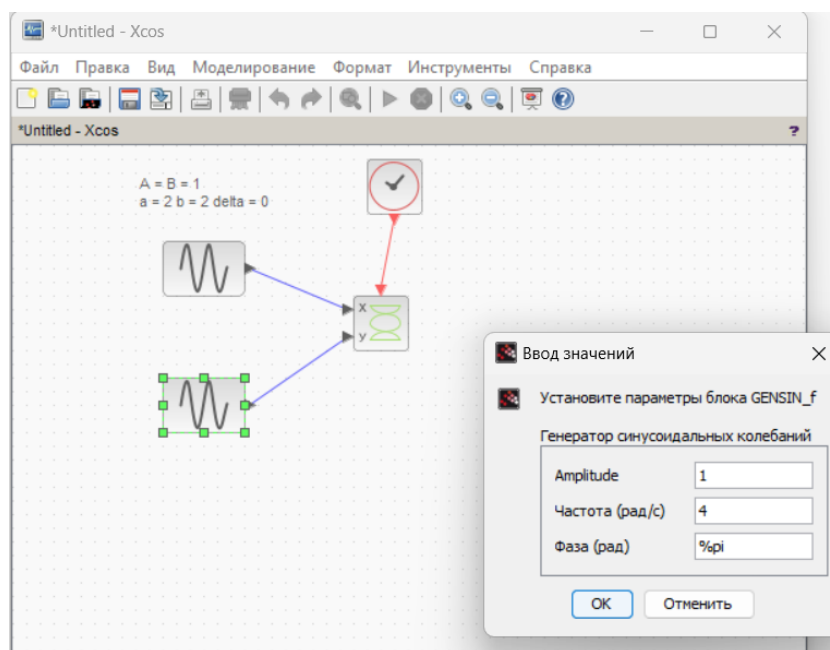 *Untitled - Xcos
Файл Правка Вид Моделирование Формат Инструменты Справка
*Untitled - Xcos ?
A = B = 1
a = 2 b = 2 delta = 0
x
y
Ввод значений
Установите параметры блока GENSIN_f
Генератор синусоидальных колебаний
Amplitude 1
Частота (рад/с) 4
Фаза (рад) %pi
OK Отменить